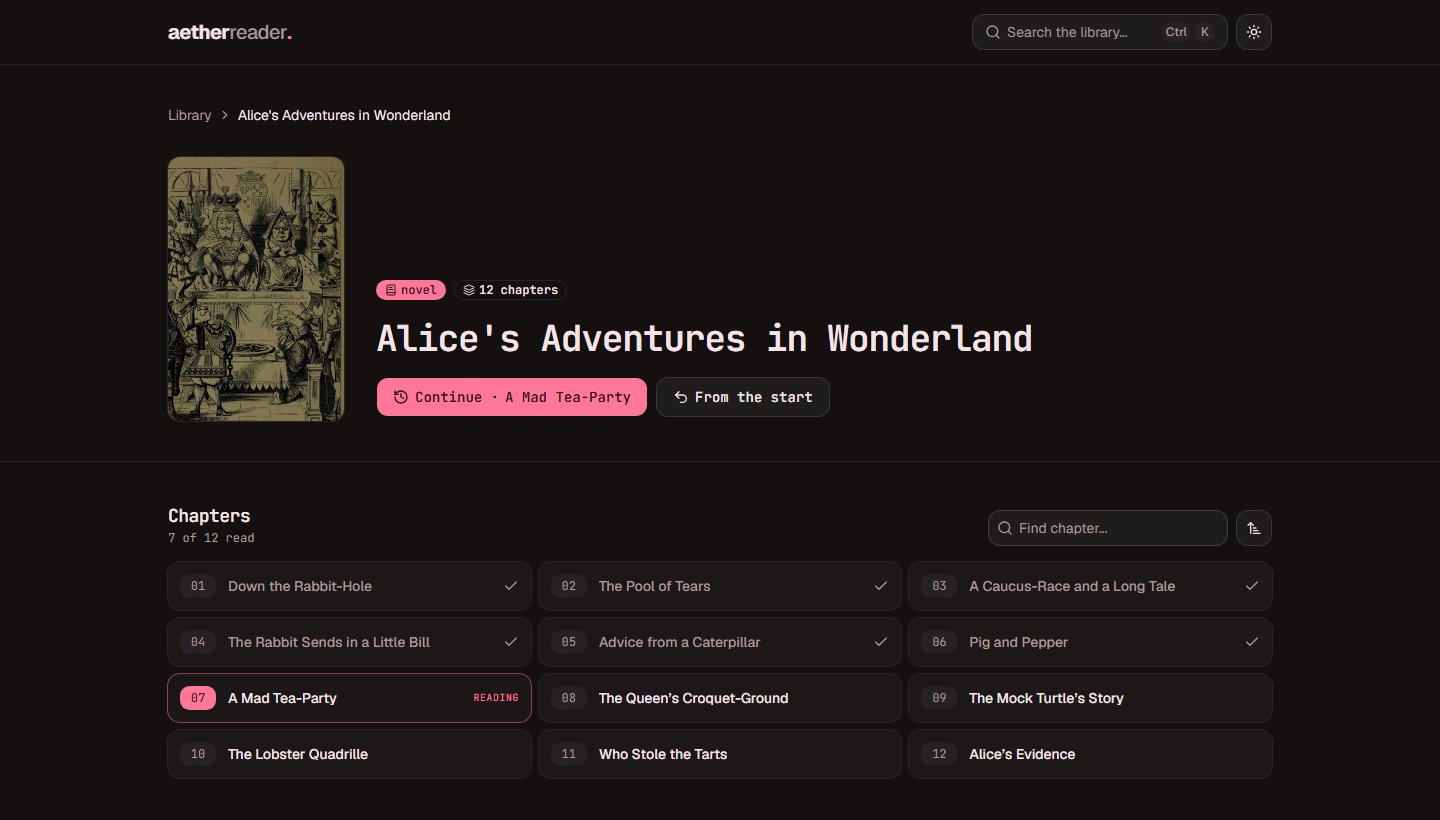 aetherreader.
Search the library... Ctrl K
Library > Alice's Adventures in Wonderland
novel 12 chapters
Alice's Adventures in Wonderland
Continue · A Mad Tea-Party From the start
Chapters
7 of 12 read
Find chapter...
01 Down the Rabbit-Hole
02 The Pool of Tears
03 A Caucus-Race and a Long Tale
04 The Rabbit Sends in a Little Bill
05 Advice from a Caterpillar
06 Pig and Pepper
07 A Mad Tea-Party READING
08 The Queen’s Croquet-Ground
09 The Mock Turtle’s Story
10 The Lobster Quadrille
11 Who Stole the Tarts
12 Alice’s Evidence